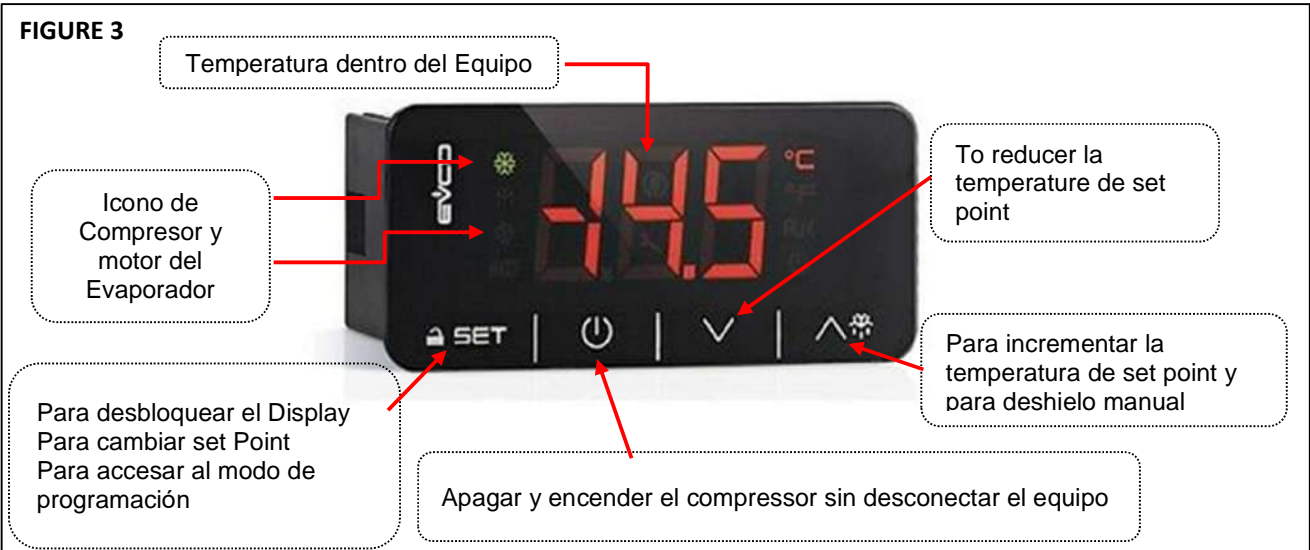 FIGURE 3
Temperatura dentro del Equipo
To reducer la
temperature de set
point
Icono de
Compresor y
motor del
Evaporador
EVCO
-44.5
°C
°F
SET
Para incrementar la
temperatura de set point y
para deshielo manual
Para desbloquear el Display
Para cambiar set Point
Para accesar al modo de
programación
Apagar y encender el compressor sin desconectar el equipo